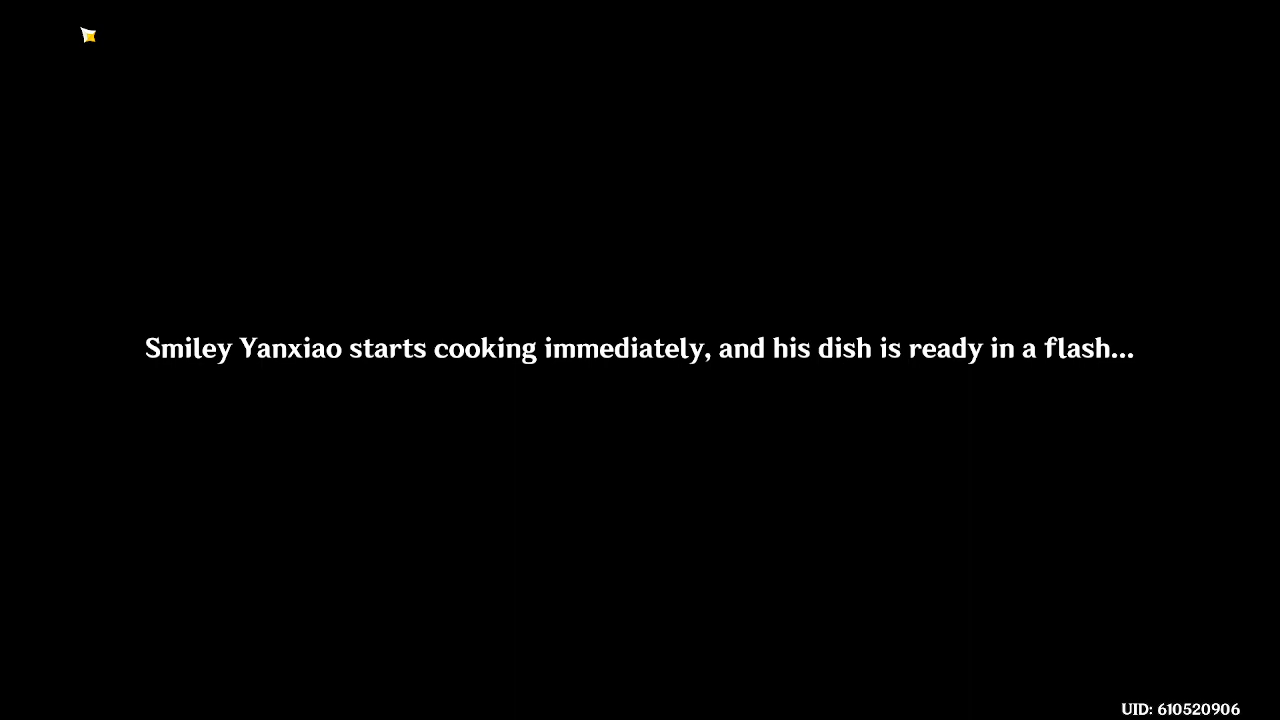 Smiley Yanxiao starts cooking immediately, and his dish is ready in a flash...
UID: 610520906